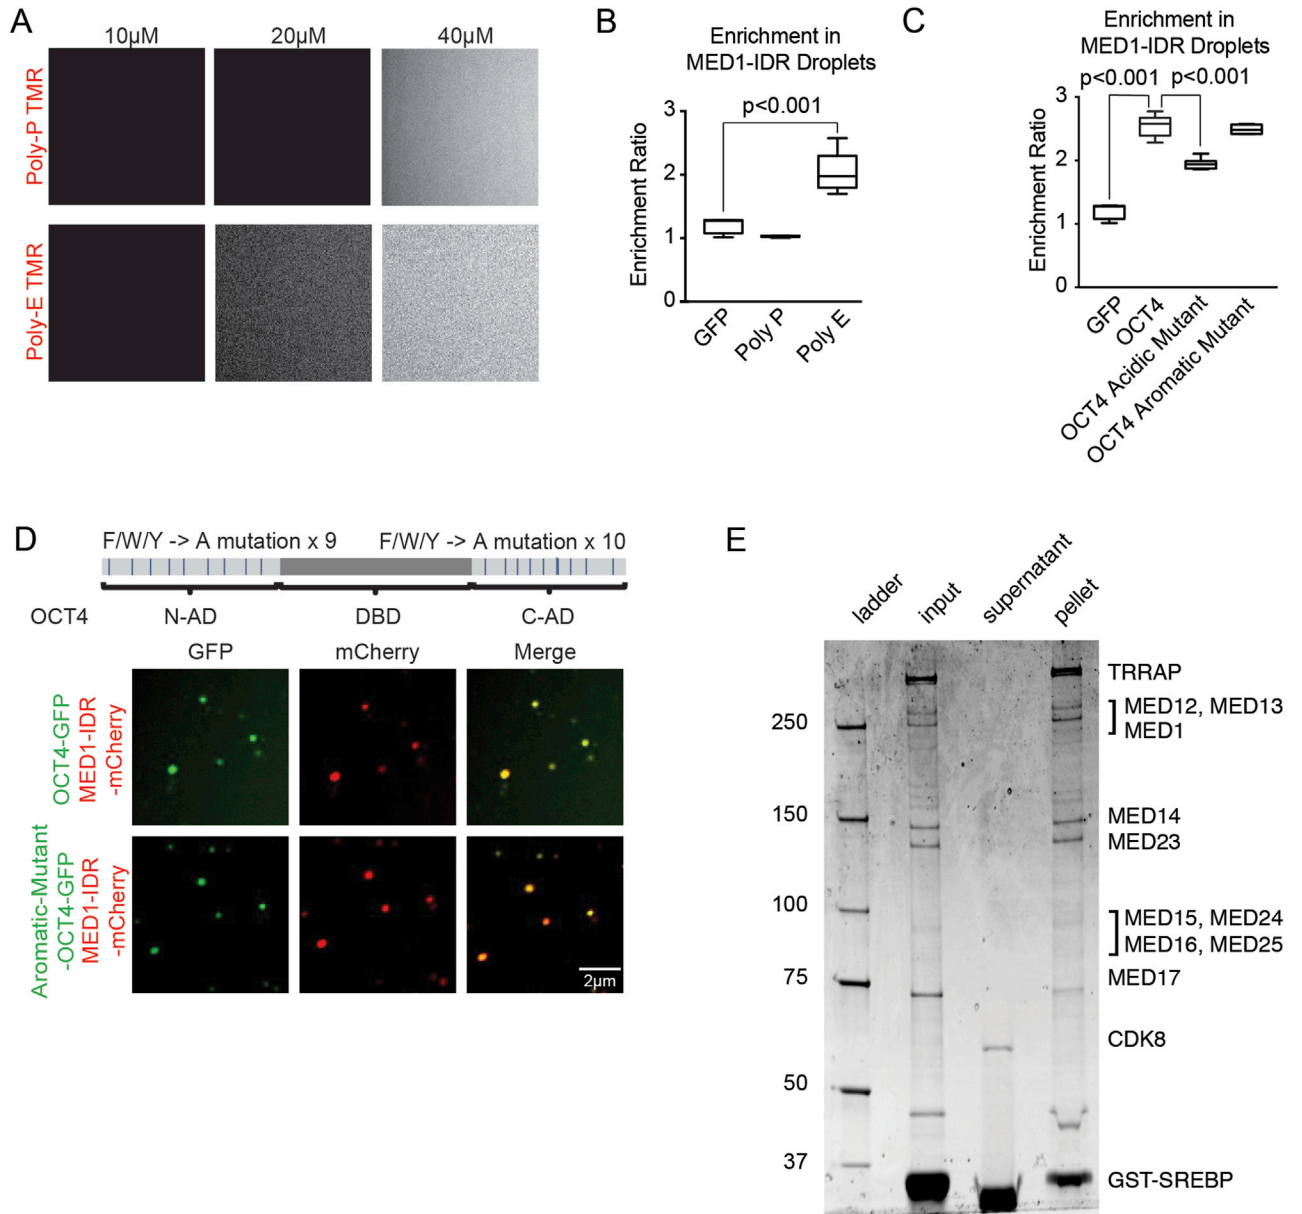 A
10µM
20µM
40µM
Poly-P TMR
Poly-E TMR
B
Enrichment in
MED1-IDR Droplets
p<0.001
Enrichment Ratio
3
2
1
0
GFP
Poly P
Poly E
C
Enrichment in
MED1-IDR Droplets
p<0.001
p<0.001
Enrichment Ratio
3
2
1
0
GFP
OCT4
OCT4 Acidic Mutant
OCT4 Aromatic Mutant
D
F/W/Y -> A mutation x 9
F/W/Y -> A mutation x 10
OCT4
N-AD
DBD
C-AD
GFP
mCherry
Merge
OCT4-GFP
MED1-IDR
-mCherry
Aromatic-Mutant
-OCT4-GFP
MED1-IDR
-mCherry
2µm
E
ladder
input
supernatant
pellet
250
150
100
75
50
37
TRRAP
MED12, MED13
MED1
MED14
MED23
MED15, MED24
MED16, MED25
MED17
CDK8
GST-SREBP